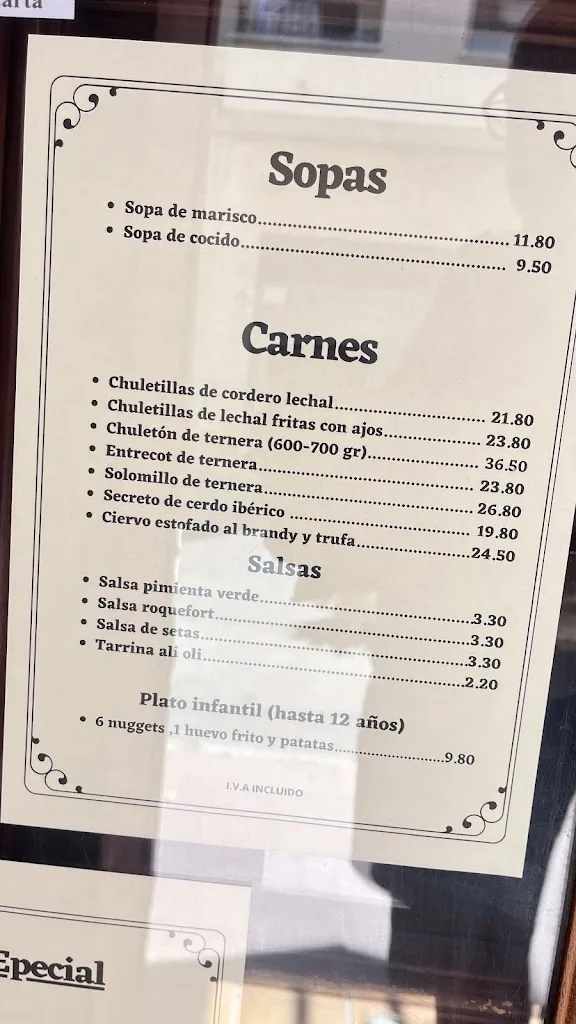 Sopas
• Sopa de marisco........................................ 11.80
• Sopa de cocido.......................................... 9.50
Carnes
• Chuletillas de cordero lechal........................ 21.80
• Chuletillas de lechal fritas con ajos............... 23.80
• Chuletón de ternera (600-700 gr)................. 36.50
• Entrecot de ternera.................................... 23.80
• Solomillo de ternera................................... 26.80
• Secreto de cerdo ibérico ............................. 19.80
• Ciervo estofado al brandy y trufa..................24.50
Salsas
• Salsa pimienta verde...................................3.30
• Salsa roquefort..........................................3.30
• Salsa de setas............................................3.30
• Tarrina ali oli.............................................2.20
Plato infantil (hasta 12 años)
• 6 nuggets ,1 huevo frito y patatas..................9.80
I.V.A INCLUIDO
Epecial